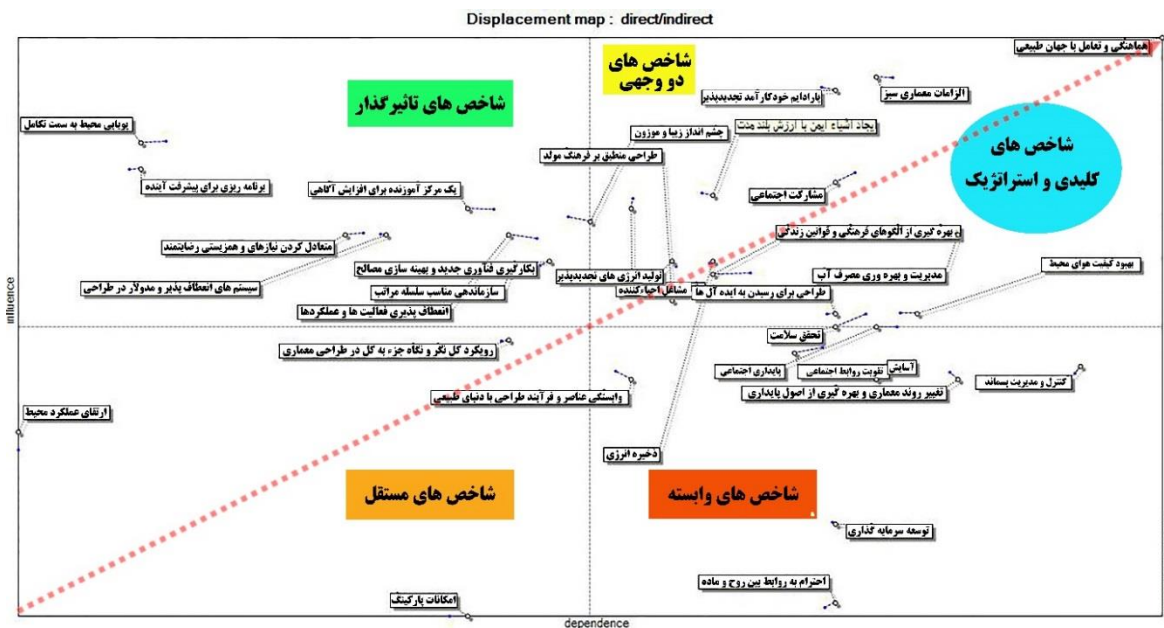 Displacement map : direct/indirect
هماهنگی و تعامل با جهان طبیعی
شاخص های
دو وجهی
شاخص های تاثیرگذار
پارادایم خودکارآمد تجدیدپذیر
الزامات معماری سبز
پویایی محیط به سمت تکامل
چشم انداز زیبا و موزون
ایجاد اشیاء ایمن با ارزش بلند مدت
شاخص های
کلیدی و استراتژیک
طراحی منطبق بر فرهنگ مولد
برنامه ریزی برای پیشرفت آینده
یک مرکز آموزنده برای افزایش آگاهی
مشارکت اجتماعی
بهره گیری از الگوهای فرهنگی و قوانین زندگی
متعادل کردن نیازهای و همزیستی رضایتمند
بکارگیری فناوری جدید و بهینه سازی مصالح
تولید انرژی های تجدیدپذیر
مدیریت و بهره وری مصرف آب
بهبود کیفیت هوای محیط
سیستم های انعطاف پذیر و مدولار در طراحی
سازماندهی مناسب سلسله مراتب
مشاغل احیاءکننده
طراحی برای رسیدن به ایده آل ها
انعطاف پذیری فعالیت ها و عملکردها
influence
تحقق سلامت
رویکرد کل نگر و نگاه جزء به کل در طراحی معماری
پایداری اجتماعی
تقویت روابط اجتماعی
آسایش
کنترل و مدیریت پسماند
وابستگی عناصر و فرآیند طراحی با دنیای طبیعی
تغییر روند معماری و بهره گیری از اصول پایداری
ارتقای عملکرد محیط
ذخیره انرژی
شاخص های مستقل
شاخص های وابسته
توسعه سرمایه گذاری
احترام به روابط بین روح و ماده
امکانات پارکینگ
dependence